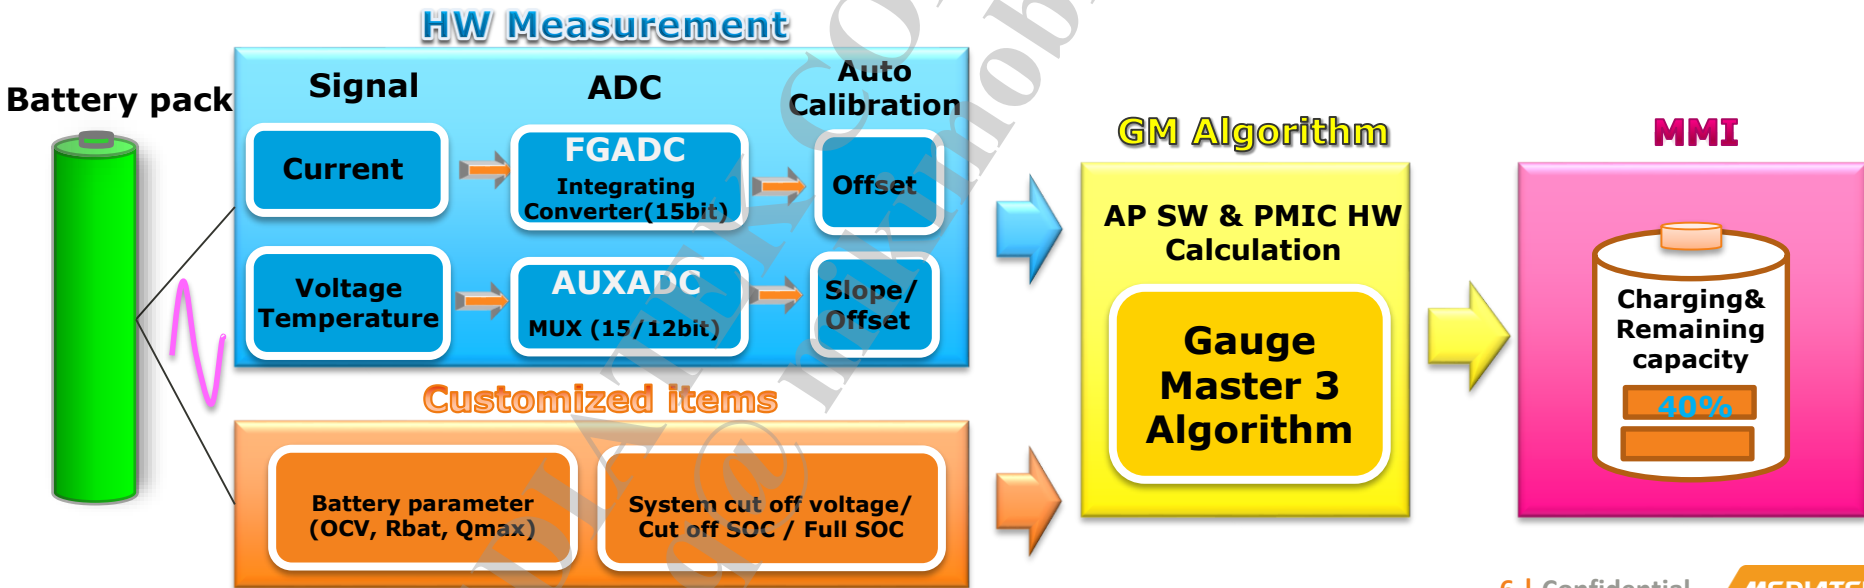 HW Measurement
Battery pack
Signal
ADC
Auto
Calibration
Current
FGADC
Integrating
Converter(15bit)
Offset
Voltage
Temperature
AUXADC
MUX (15/12bit)
Slope/
Offset
Customized items
Battery parameter
(OCV, Rbat, Qmax)
System cut off voltage/
Cut off SOC / Full SOC
GM Algorithm
AP SW & PMIC HW
Calculation
Gauge
Master 3
Algorithm
MMI
Charging&
Remaining
capacity
40%
6 | Confidential